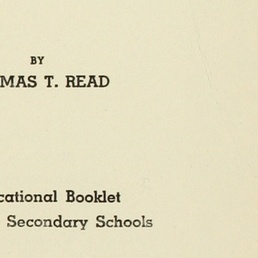 BY
MAS T. READ
cational Booklet
Secondary Schools